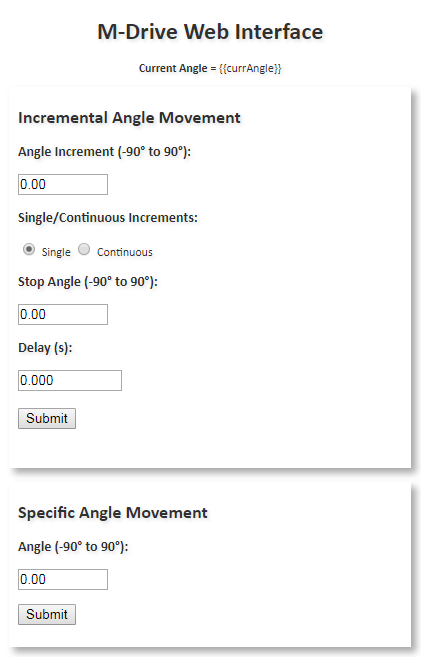 M-Drive Web Interface
Current Angle = {{currAngle}}
Incremental Angle Movement
Angle Increment (-90° to 90°):
0.00
Single/Continuous Increments:
Single Continuous
Stop Angle (-90° to 90°):
0.00
Delay (s):
0.000
Submit
Specific Angle Movement
Angle (-90° to 90°):
0.00
Submit